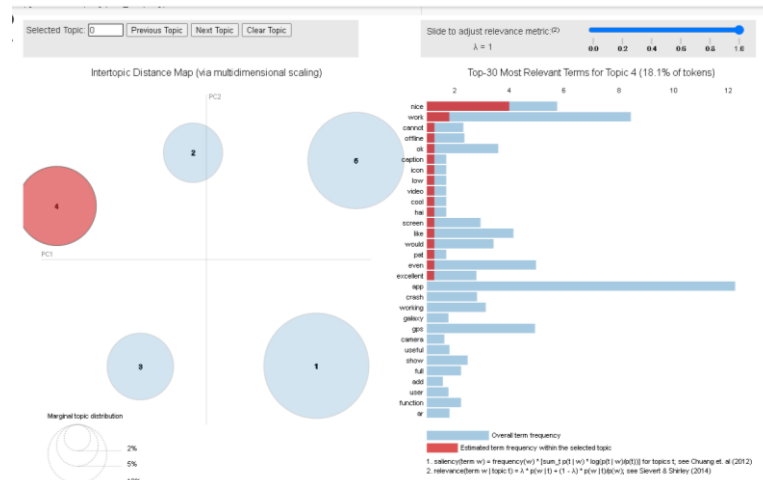 Selected Topic: 0 Previous Topic Next Topic Clear Topic
Slide to adjust relevance metric:(2)
λ = 1
0.0 0.2 0.4 0.6 0.8 1.0
Intertopic Distance Map (via multidimensional scaling)
PC2
PC1
2
5
4
3
1
Marginal topic distribution
2%
5%
Top-30 Most Relevant Terms for Topic 4 (18.1% of tokens)
2 4 6 8 10 12
nice
work
cannot
offline
ok
caption
icon
low
video
cool
hai
screen
like
would
pat
even
excellent
app
crash
working
galaxy
gps
camera
useful
show
full
add
user
function
ar
Overall term frequency
Estimated term frequency within the selected topic
1. saliency(term w) = frequency(w) * [sum_t p(t | w) * log(p(t | w)/p(t))] for topics t; see Chuang et. al (2012)
2. relevance(term w | topic t) = λ * p(w | t) + (1 - λ) * p(w | t)/p(w); see Sievert & Shirley (2014)